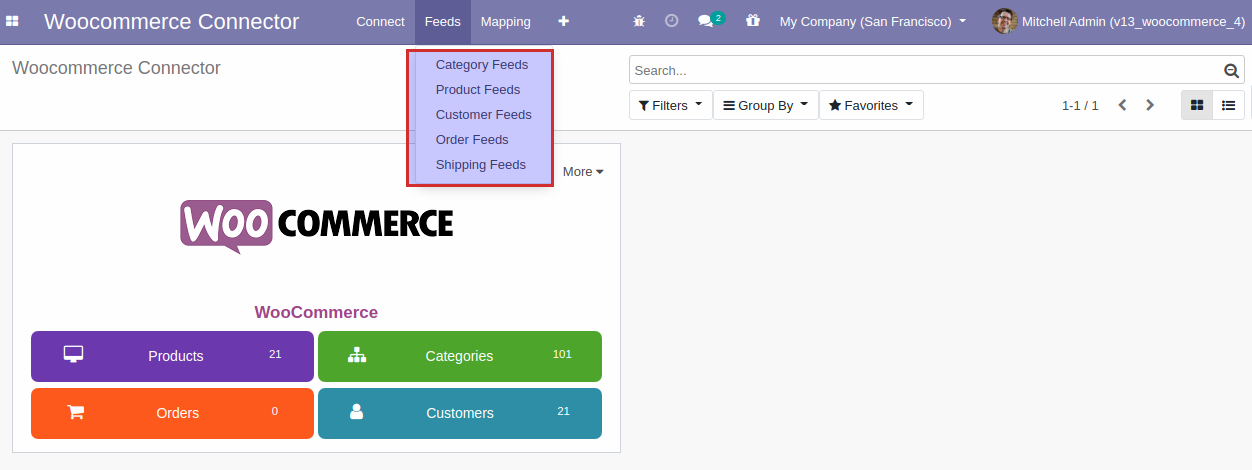 Woocommerce Connector Connect Feeds Mapping 2 My Company (San Francisco) Mitchell Admin (v13_woocommerce_4)
Woocommerce Connector
Category Feeds
Product Feeds
Customer Feeds
Order Feeds
Shipping Feeds
Search...
Filters Group By Favorites 1-1 / 1
More
WOO COMMERCE
WooCommerce
Products 21 Categories 101
Orders 0 Customers 21